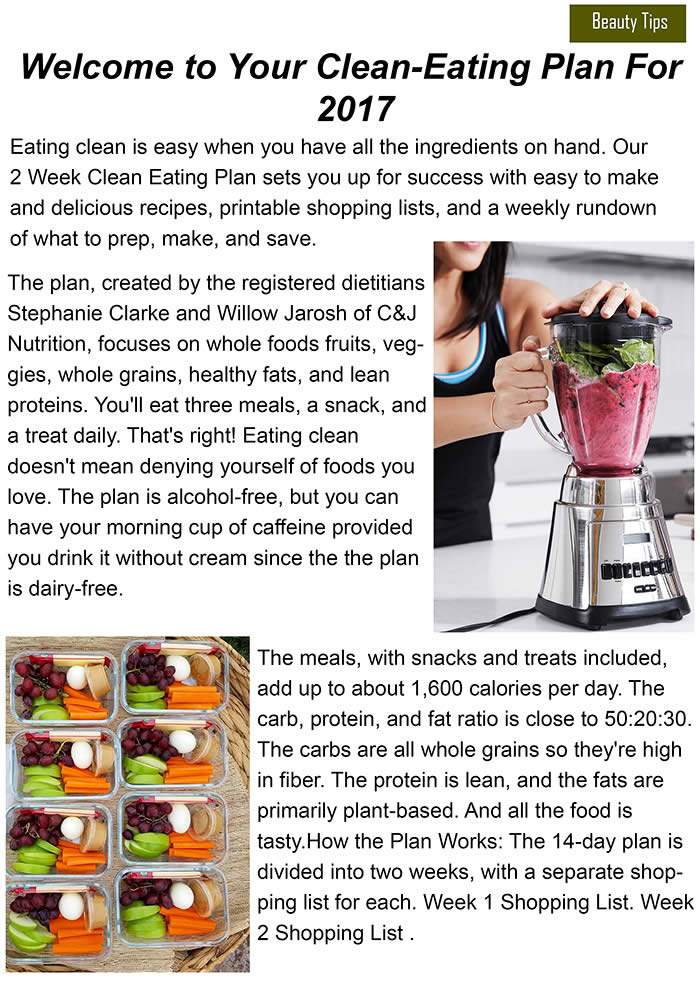 Beauty Tips
Welcome to Your Clean-Eating Plan For
2017
Eating clean is easy when you have all the ingredients on hand. Our
2 Week Clean Eating Plan sets you up for success with easy to make
and delicious recipes, printable shopping lists, and a weekly rundown
of what to prep, make, and save.
The plan, created by the registered dietitians
Stephanie Clarke and Willow Jarosh of C&J
Nutrition, focuses on whole foods fruits, veg-
gies, whole grains, healthy fats, and lean
proteins. You'll eat three meals, a snack, and
a treat daily. That's right! Eating clean
doesn't mean denying yourself of foods you
love. The plan is alcohol-free, but you can
have your morning cup of caffeine provided
you drink it without cream since the the plan
is dairy-free.
The meals, with snacks and treats included,
add up to about 1,600 calories per day. The
carb, protein, and fat ratio is close to 50:20:30.
The carbs are all whole grains so they're high
in fiber. The protein is lean, and the fats are
primarily plant-based. And all the food is
tasty.How the Plan Works: The 14-day plan is
divided into two weeks, with a separate shop-
ping list for each. Week 1 Shopping List. Week
2 Shopping List .